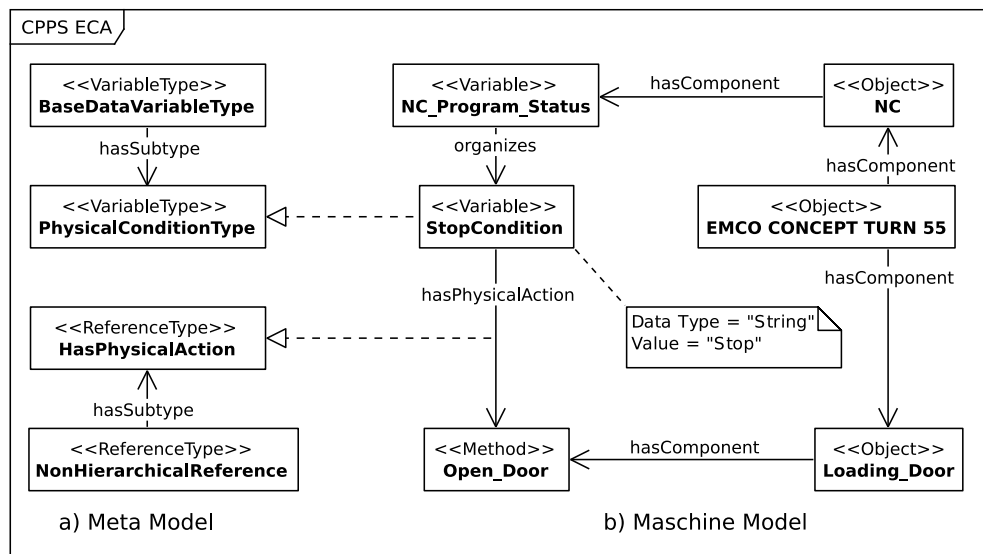 CPPS ECA
<<VariableType>>
BaseDataVariableType
hasSubtype
<<VariableType>>
PhysicalConditionType
<<ReferenceType>>
HasPhysicalAction
hasSubtype
<<ReferenceType>>
NonHierarchicalReference
a) Meta Model
<<Variable>>
NC_Program_Status
hasComponent
<<Object>>
NC
organizes
hasComponent
<<Variable>>
StopCondition
<<Object>>
EMCO CONCEPT TURN 55
hasPhysicalAction
hasComponent
Data Type = "String"
Value = "Stop"
<<Method>>
Open_Door
hasComponent
<<Object>>
Loading_Door
b) Maschine Model